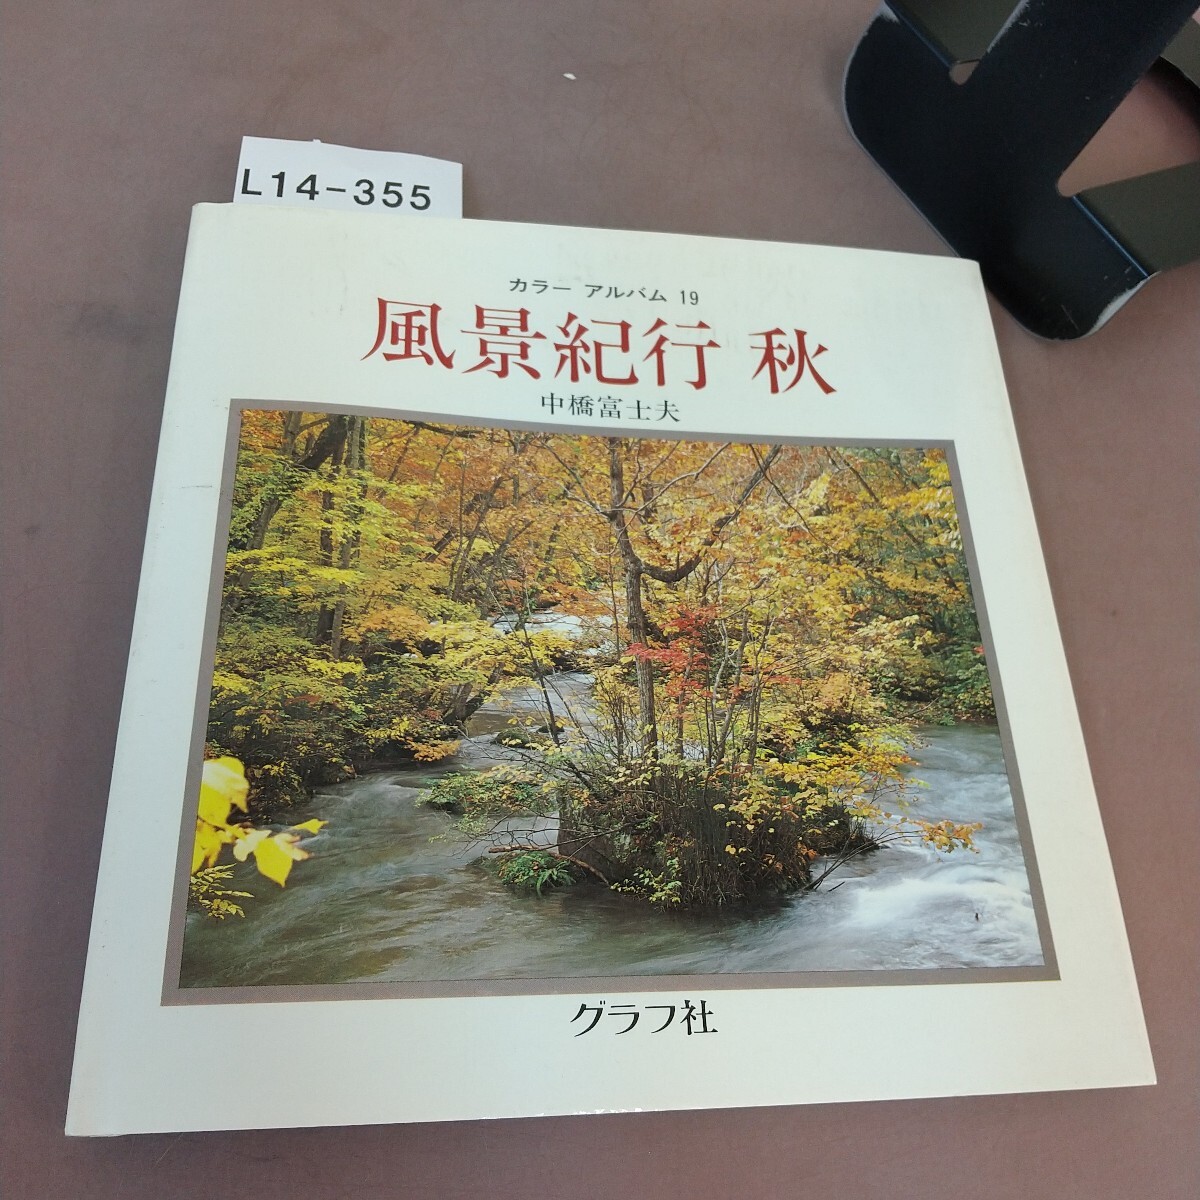 L14-355
カラー アルバム 19
風景紀行 秋
中橋富士夫
グラフ社